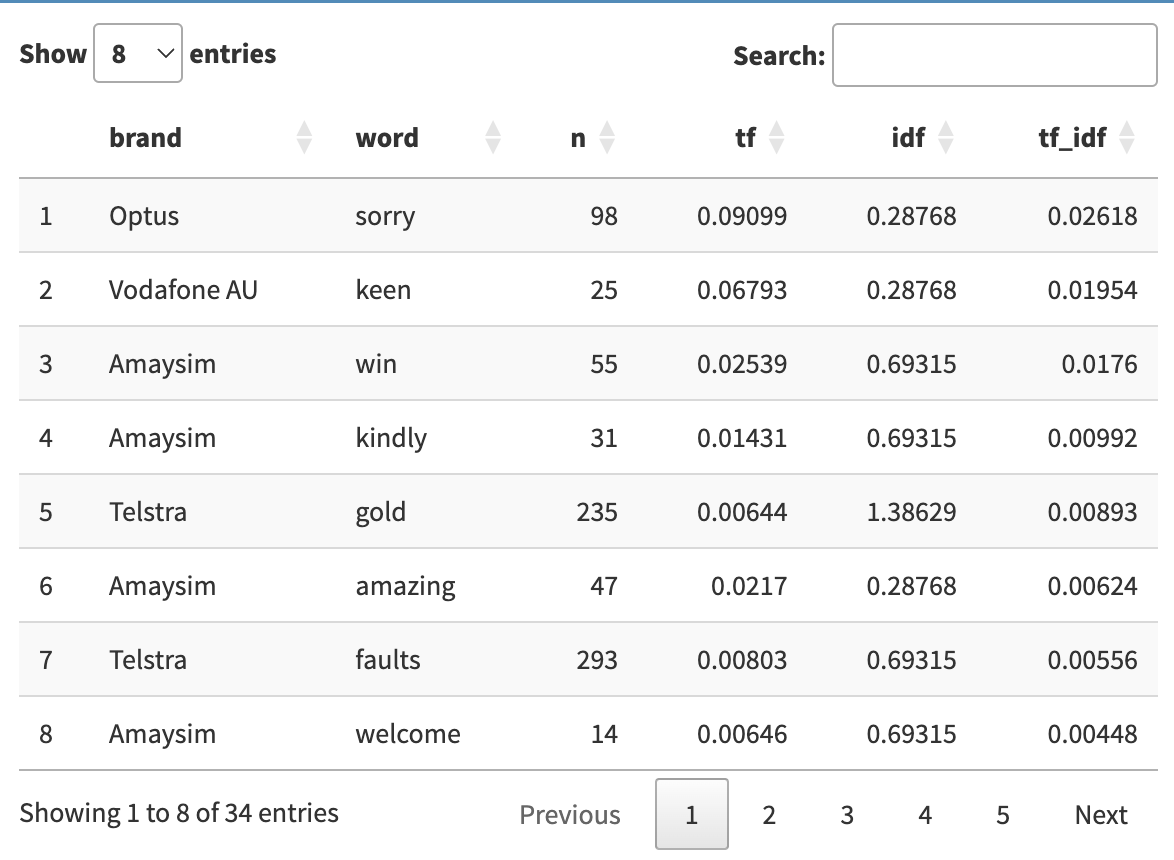 Show 8 entries Search:
brand word n tf idf tf_idf
1 Optus sorry 98 0.09099 0.28768 0.02618
2 Vodafone AU keen 25 0.06793 0.28768 0.01954
3 Amaysim win 55 0.02539 0.69315 0.0176
4 Amaysim kindly 31 0.01431 0.69315 0.00992
5 Telstra gold 235 0.00644 1.38629 0.00893
6 Amaysim amazing 47 0.0217 0.28768 0.00624
7 Telstra faults 293 0.00803 0.69315 0.00556
8 Amaysim welcome 14 0.00646 0.69315 0.00448
Showing 1 to 8 of 34 entries Previous 1 2 3 4 5 Next